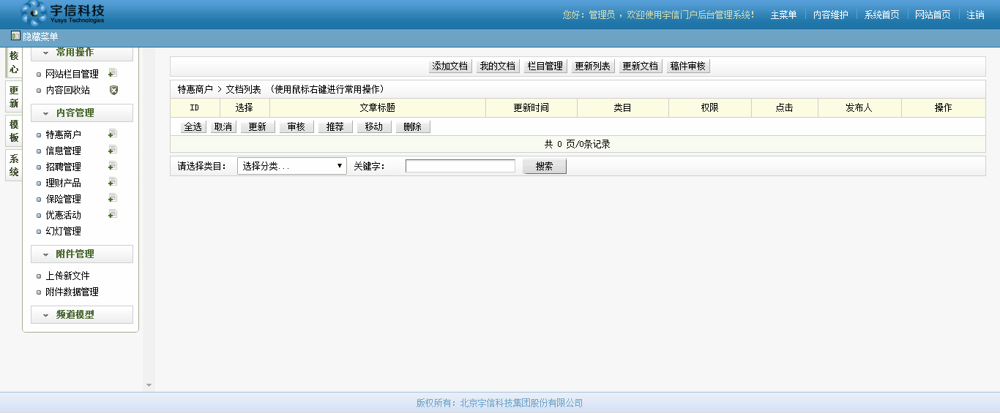 宇信科技
Yusys Technologies
您好：管理员 ，欢迎使用宇信门户后台管理系统！ 主菜单 内容维护 系统首页 网站首页 注销
隐藏菜单
核心
更新
模板
系统
常用操作
网站栏目管理
内容回收站
内容管理
特惠商户
信息管理
招聘管理
理财产品
保险管理
优惠活动
幻灯管理
附件管理
上传新文件
附件数据管理
频道模型
添加文档 我的文档 栏目管理 更新列表 更新文档 稿件审核
特惠商户 > 文档列表 （使用鼠标右键进行常用操作）
ID 选择 文章标题 更新时间 类目 权限 点击 发布人 操作
全选 取消 更新 审核 推荐 移动 删除
共 0 页/0条记录
请选择类目： 选择分类... 关键字： 搜索
版权所有：北京宇信科技集团股份有限公司